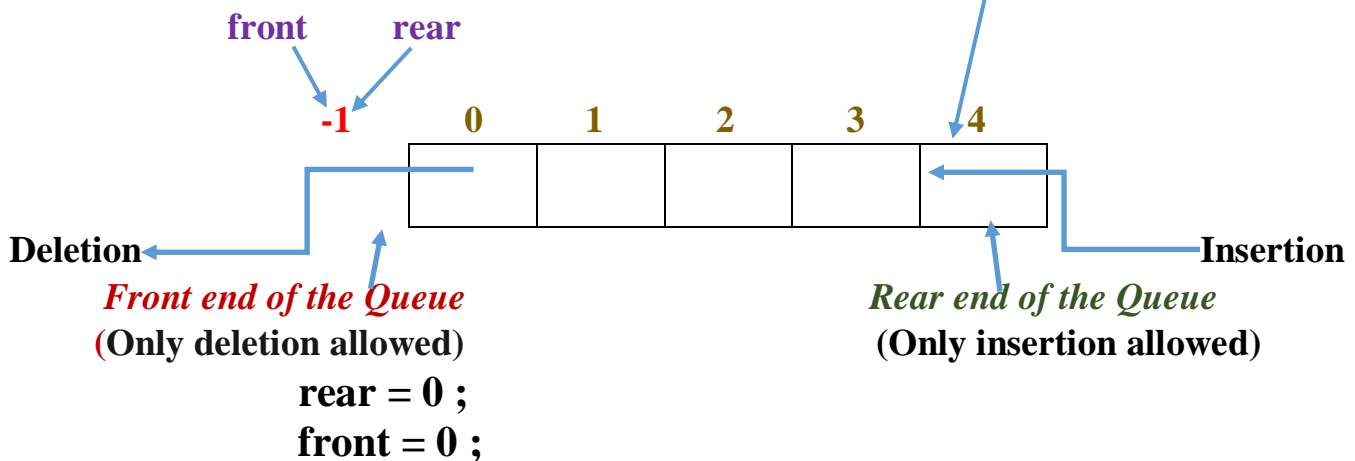 front rear
-1 0 1 2 3 4
Deletion Insertion
Front end of the Queue Rear end of the Queue
(Only deletion allowed) (Only insertion allowed)
rear = 0 ;
front = 0 ;